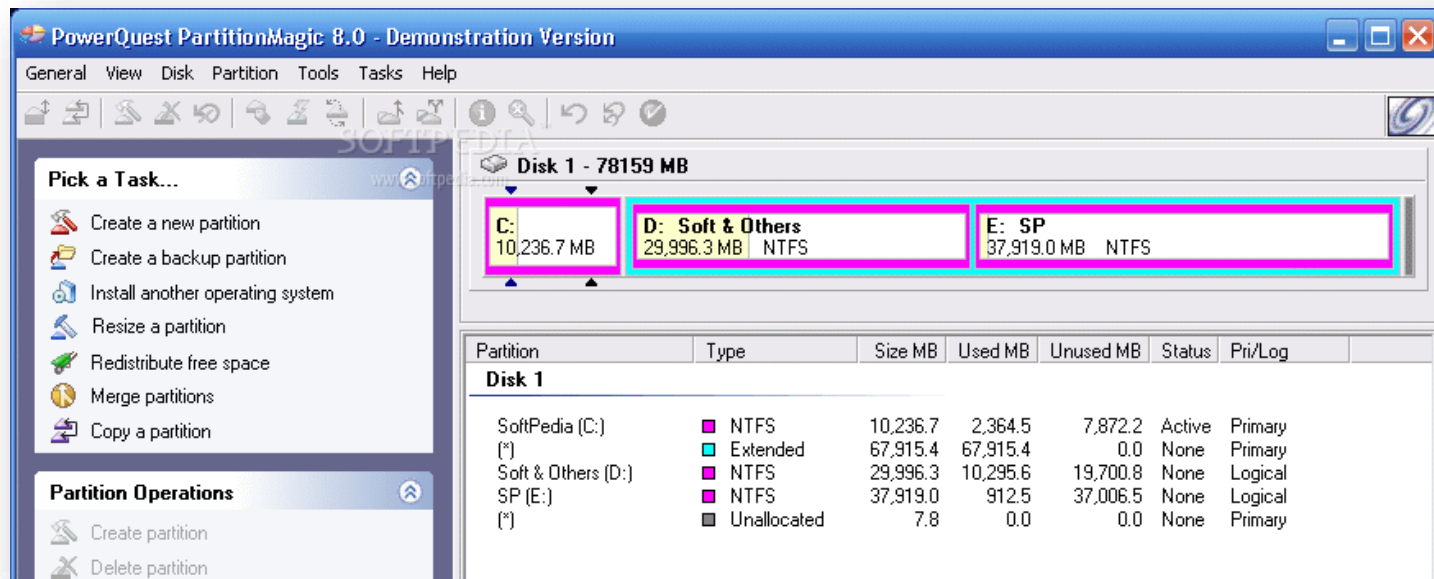 PowerQuest PartitionMagic 8.0 - Demonstration Version
General View Disk Partition Tools Tasks Help
SOFTPEDIA
www.softpedia.com
Pick a Task...
Create a new partition
Create a backup partition
Install another operating system
Resize a partition
Redistribute free space
Merge partitions
Copy a partition
Partition Operations
Create partition
Delete partition
Disk 1 - 78159 MB
C:
10,236.7 MB
D: Soft & Others
29,996.3 MB NTFS
E: SP
37,919.0 MB NTFS
Partition Type Size MB Used MB Unused MB Status Pri/Log
Disk 1
SoftPedia (C:) NTFS 10,236.7 2,364.5 7,872.2 Active Primary
(*) Extended 67,915.4 67,915.4 0.0 None Primary
Soft & Others (D:) NTFS 29,996.3 10,295.6 19,700.8 None Logical
SP (E:) NTFS 37,919.0 912.5 37,006.5 None Logical
(*) Unallocated 7.8 0.0 0.0 None Primary